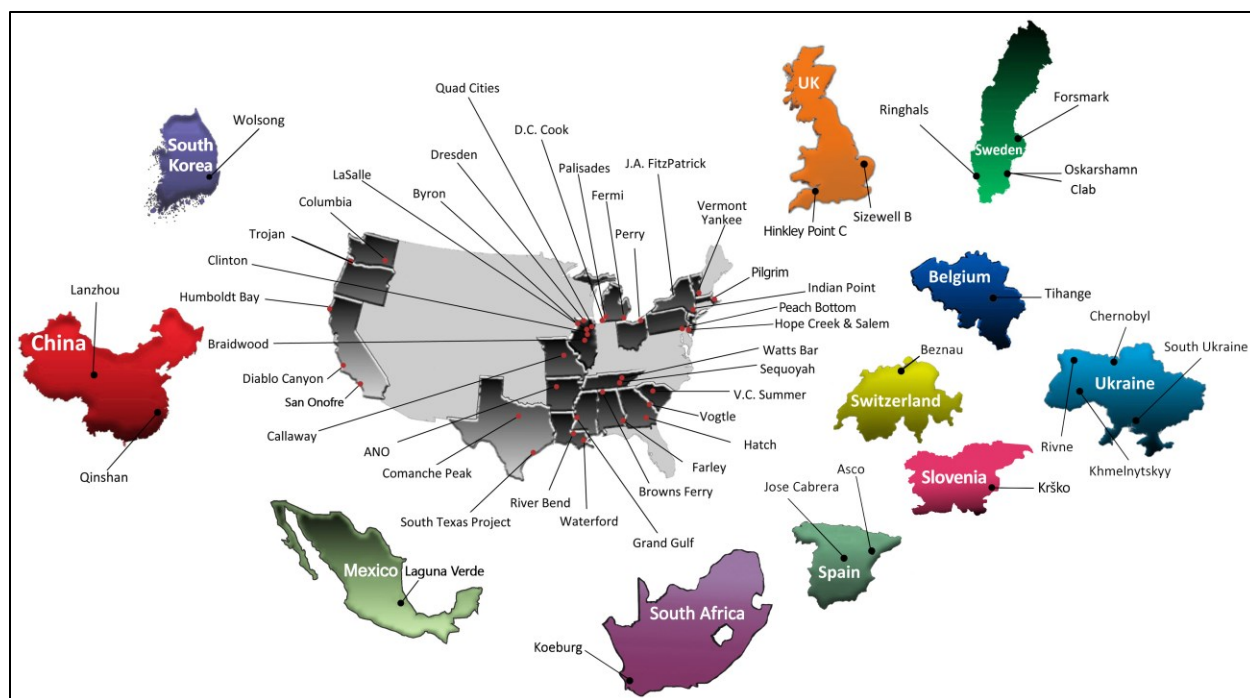 Quad Cities
D.C. Cook
Dresden
Palisades
J.A. FitzPatrick
LaSalle
Fermi
Byron
Vermont
Yankee
Columbia
Perry
Trojan
Pilgrim
Clinton
Indian Point
Humboldt Bay
Peach Bottom
Hope Creek & Salem
Braidwood
Watts Bar
Sequoyah
Diablo Canyon
V.C. Summer
San Onofre
Vogtle
Callaway
Hatch
ANO
Farley
Comanche Peak
Browns Ferry
River Bend
South Texas Project
Waterford
Grand Gulf
South
Korea
Wolsong
China
Lanzhou
Qinshan
Mexico
Laguna Verde
South Africa
Koeburg
UK
Hinkley Point C
Sizewell B
Sweden
Ringhals
Forsmark
Oskarshamn
Clab
Belgium
Tihange
Switzerland
Beznau
Ukraine
Chernobyl
South Ukraine
Rivne
Khmelnytskyy
Slovenia
Krško
Spain
Jose Cabrera
Asco